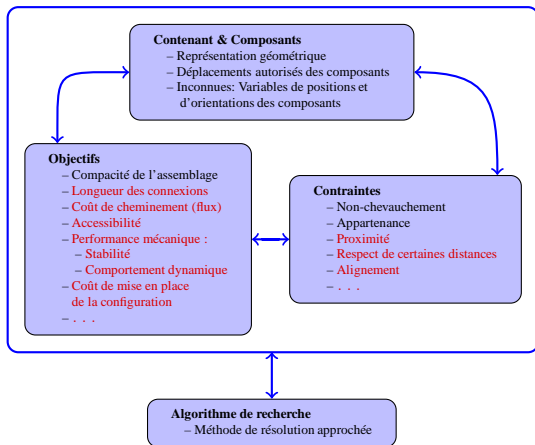 Contenant & Composants
– Représentation géométrique
– Déplacements autorisés des composants
– Inconnues: Variables de positions et
d'orientations des composants
Objectifs
– Compacité de l'assemblage
– Longueur des connexions
– Coût de cheminement (flux)
– Accessibilité
– Performance mécanique :
– Stabilité
– Comportement dynamique
– Coût de mise en place
de la configuration
– . . .
Contraintes
– Non-chevauchement
– Appartenance
– Proximité
– Respect de certaines distances
– Alignement
– . . .
Algorithme de recherche
– Méthode de résolution approchée